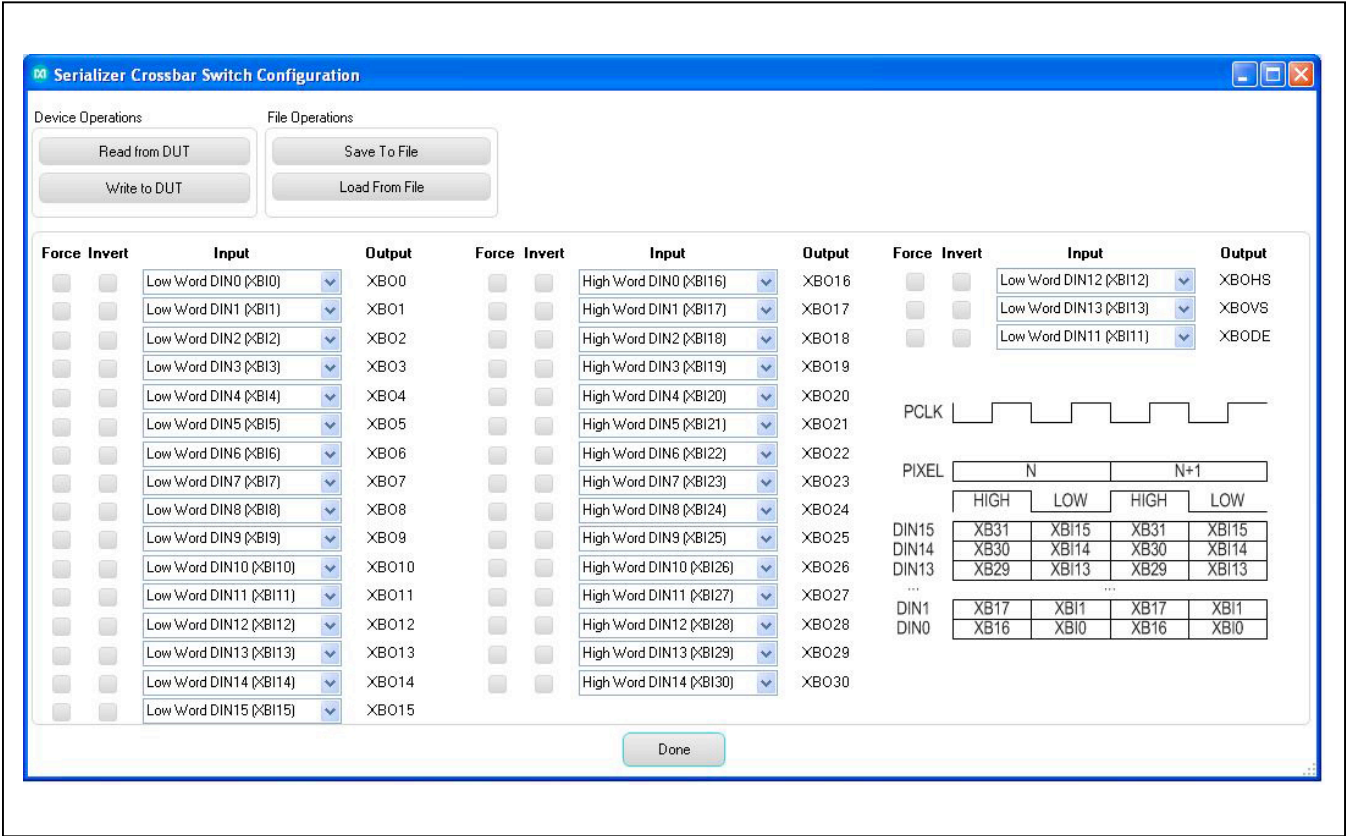 Serializer Crossbar Switch Configuration
Device Operations
File Operations
Read from DUT
Save To File
Write to DUT
Load From File
Force Invert Input Output Force Invert Input Output Force Invert Input Output
Low Word DIN0 (XBI0) XBO0 High Word DIN0 (XBI16) XBO16 Low Word DIN12 (XBI12) XBOHS
Low Word DIN1 (XBI1) XBO1 High Word DIN1 (XBI17) XBO17 Low Word DIN13 (XBI13) XBOVS
Low Word DIN2 (XBI2) XBO2 High Word DIN2 (XBI18) XBO18 Low Word DIN11 (XBI11) XBODE
Low Word DIN3 (XBI3) XBO3 High Word DIN3 (XBI19) XBO19
Low Word DIN4 (XBI4) XBO4 High Word DIN4 (XBI20) XBO20
Low Word DIN5 (XBI5) XBO5 High Word DIN5 (XBI21) XBO21
Low Word DIN6 (XBI6) XBO6 High Word DIN6 (XBI22) XBO22
Low Word DIN7 (XBI7) XBO7 High Word DIN7 (XBI23) XBO23
Low Word DIN8 (XBI8) XBO8 High Word DIN8 (XBI24) XBO24
Low Word DIN9 (XBI9) XBO9 High Word DIN9 (XBI25) XBO25
Low Word DIN10 (XBI10) XBO10 High Word DIN10 (XBI26) XBO26
Low Word DIN11 (XBI11) XBO11 High Word DIN11 (XBI27) XBO27
Low Word DIN12 (XBI12) XBO12 High Word DIN12 (XBI28) XBO28
Low Word DIN13 (XBI13) XBO13 High Word DIN13 (XBI29) XBO29
Low Word DIN14 (XBI14) XBO14 High Word DIN14 (XBI30) XBO30
Low Word DIN15 (XBI15) XBO15
PCLK
PIXEL N N+1
HIGH LOW HIGH LOW
DIN15 XB31 XBI15 XB31 XBI15
DIN14 XB30 XBI14 XB30 XBI14
DIN13 XB29 XBI13 XB29 XBI13
... ...
DIN1 XB17 XBI1 XB17 XBI1
DIN0 XB16 XBI0 XB16 XBI0
Done